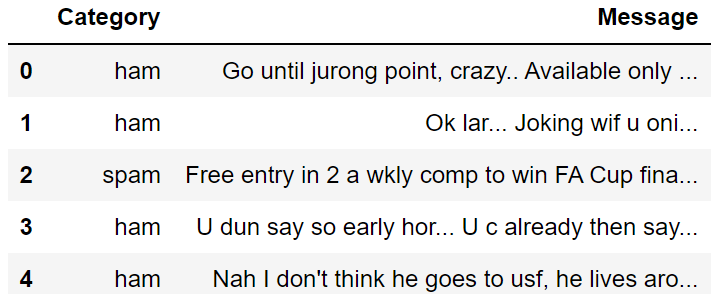 Category Message
0 ham Go until jurong point, crazy.. Available only ...
1 ham Ok lar... Joking wif u oni...
2 spam Free entry in 2 a wkly comp to win FA Cup fina...
3 ham U dun say so early hor... U c already then say...
4 ham Nah I don't think he goes to usf, he lives aro...